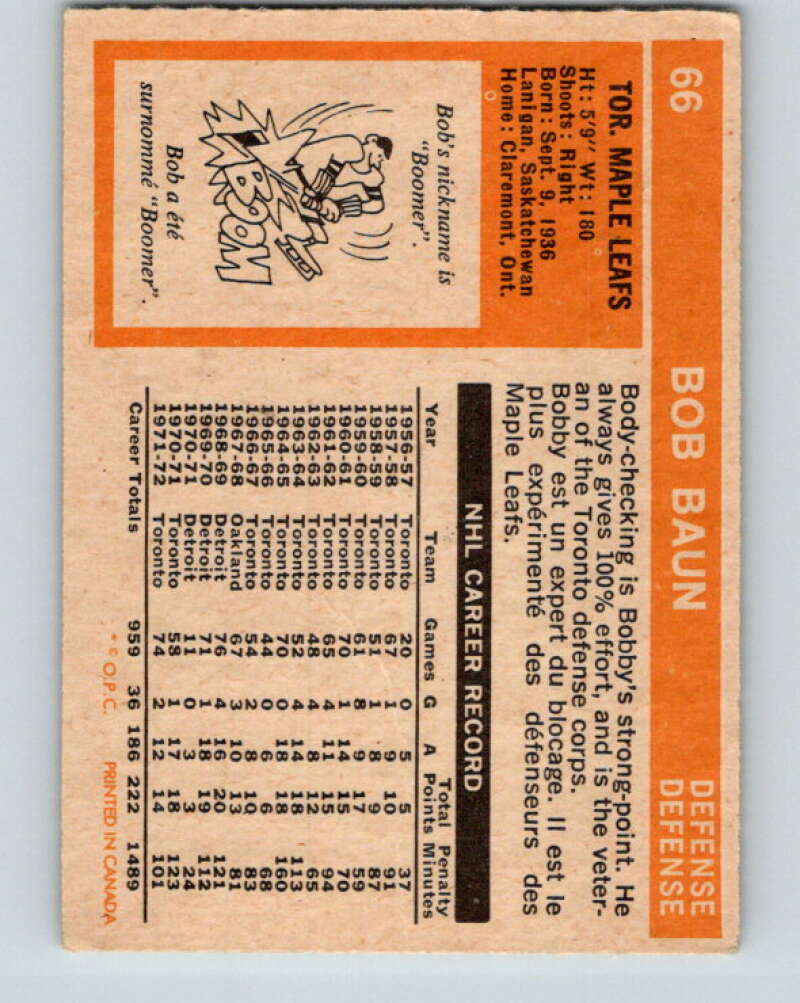 66 BOB BAUN DEFENSE
DEFENSE
TOR. MAPLE LEAFS
Ht: 5'9" Wt: 180
Shoots: Right
Born: Sept. 9, 1936
Lanigan, Saskatchewan
Home: Claremont, Ont.
Bob's nickname is
"Boomer".
BOOM
Bob a été
surnommé "Boomer".
Body-checking is Bobby's strong-point. He
always gives 100% effort, and is the veter-
an of the Toronto defense corps.
Bobby est un expert du blocage. Il est le
plus expérimenté des défenseurs des
Maple Leafs.
NHL CAREER RECORD
Total Penalty
Year Team Games G A Points Minutes
1956-57 Toronto 20 0 5 5 37
1957-58 Toronto 67 1 9 10 91
1958-59 Toronto 51 1 8 9 87
1959-60 Toronto 61 8 9 17 59
1960-61 Toronto 70 1 14 15 70
1961-62 Toronto 65 4 11 15 94
1962-63 Toronto 48 4 8 12 65
1963-64 Toronto 52 4 14 18 113
1964-65 Toronto 70 0 18 18 160
1965-66 Toronto 44 0 6 6 68
1966-67 Toronto 54 2 8 10 83
1967-68 Oakland 67 3 10 13 81
1968-69 Detroit 76 4 16 20 121
1969-70 Detroit 71 1 18 19 112
1970-71 Detroit 11 0 3 3 24
1970-71 Toronto 58 1 17 18 123
1971-72 Toronto 74 2 12 14 101
Career Totals 959 36 186 222 1489
* © O.P.C. PRINTED IN CANADA